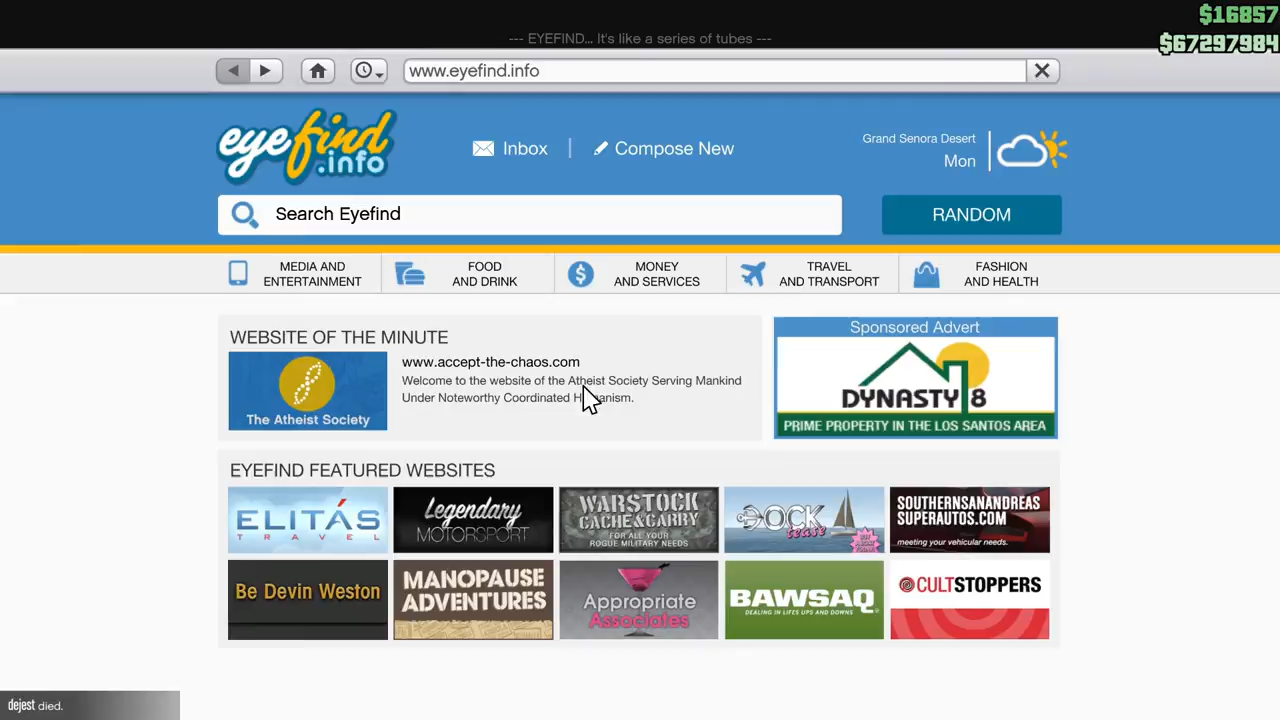 $16857
--- EYEFIND... It's like a series of tubes ---
$67297984
www.eyefind.info
eyefind.info
Inbox
Compose New
Grand Senora Desert
Mon
Search Eyefind
RANDOM
MEDIA AND
ENTERTAINMENT
FOOD
AND DRINK
MONEY
AND SERVICES
TRAVEL
AND TRANSPORT
FASHION
AND HEALTH
WEBSITE OF THE MINUTE
The Atheist Society
www.accept-the-chaos.com
Welcome to the website of the Atheist Society Serving Mankind
Under Noteworthy Coordinated
Sponsored Advert
DYNASTY 8
PRIME PROPERTY IN THE LOS SANTOS AREA
EYEFIND FEATURED WEBSITES
ELITÁS
TRAVEL
Legendary
MOTORSPORT
WARSTOCK
CACHE & CARRY
FOR ALL YOUR
ROGUE MILITARY NEEDS
DOCK
tease
SOUTHERNSANANDREAS
SUPERAUTOS.COM
meeting your vehicular needs.
Be Devin Weston
MANOPAUSE
ADVENTURES
Appropriate
Associates
BAWSAQ
DEALING IN LIFES UPS AND DOWNS
CULTSTOPPERS
dejest died.